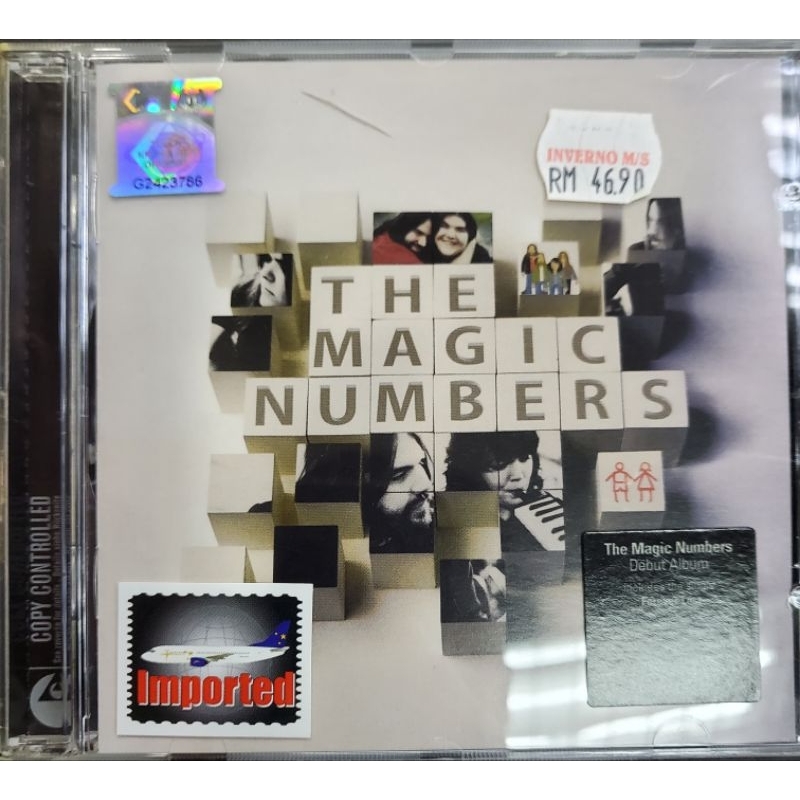 G2423786
INVERNO M/S
RM 46.90
THE
MAGIC
NUMBERS
COPY CONTROLLED
The Magic Numbers
Debut Album
Imported